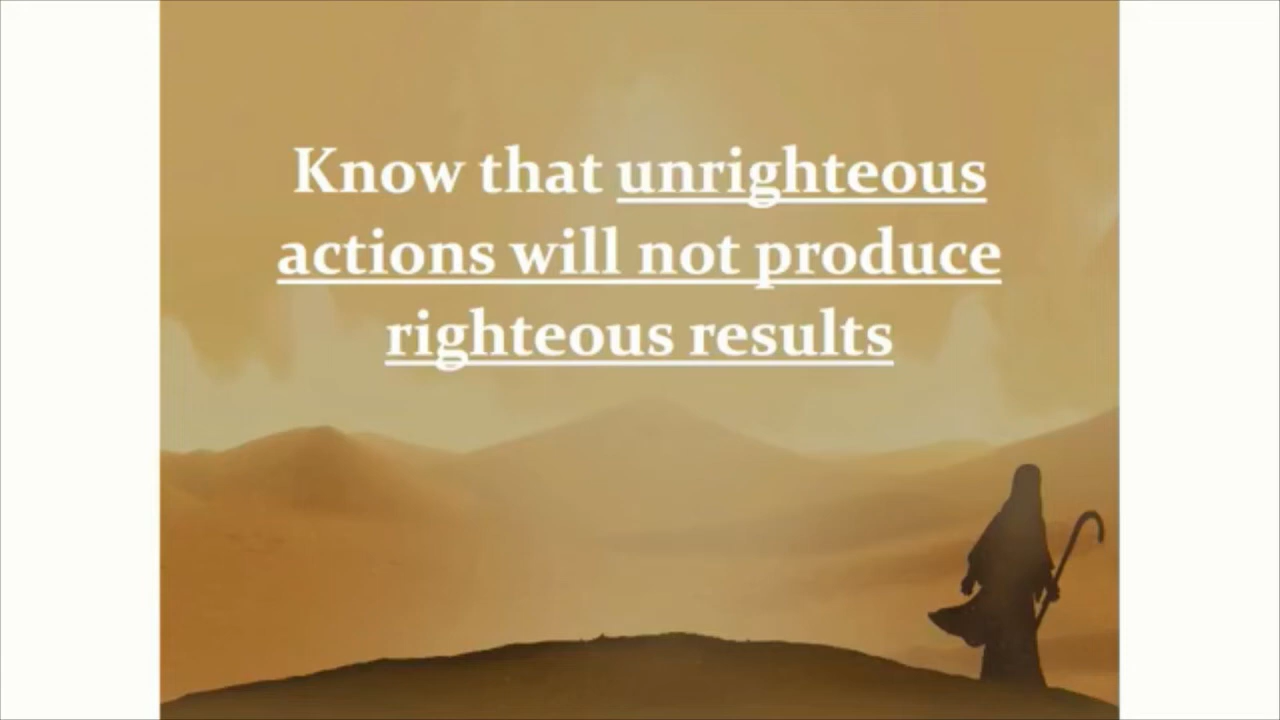 Know that unrighteous
actions will not produce
righteous results